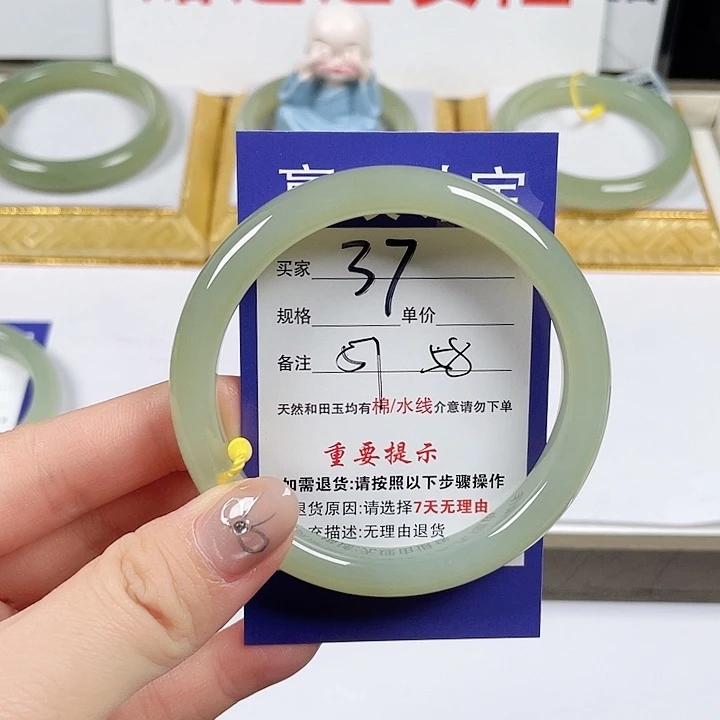 买家 37
规格 单价
备注 58
天然和田玉均有棉/水线介意请勿下单
重要提示
如需退货:请按照以下步骤操作
退货原因:请选择7天无理由
充描述:无理由退货